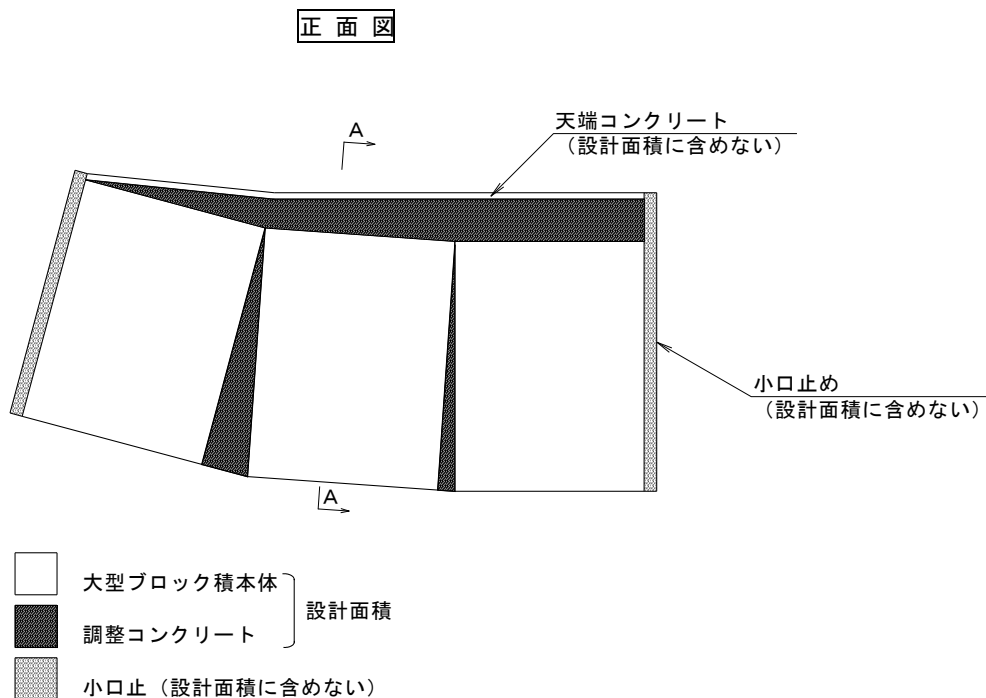 正面図
A
天端コンクリート
（設計面積に含めない）
小口止め
（設計面積に含めない）
A
大型ブロック積本体
設計面積
調整コンクリート
小口止（設計面積に含めない）